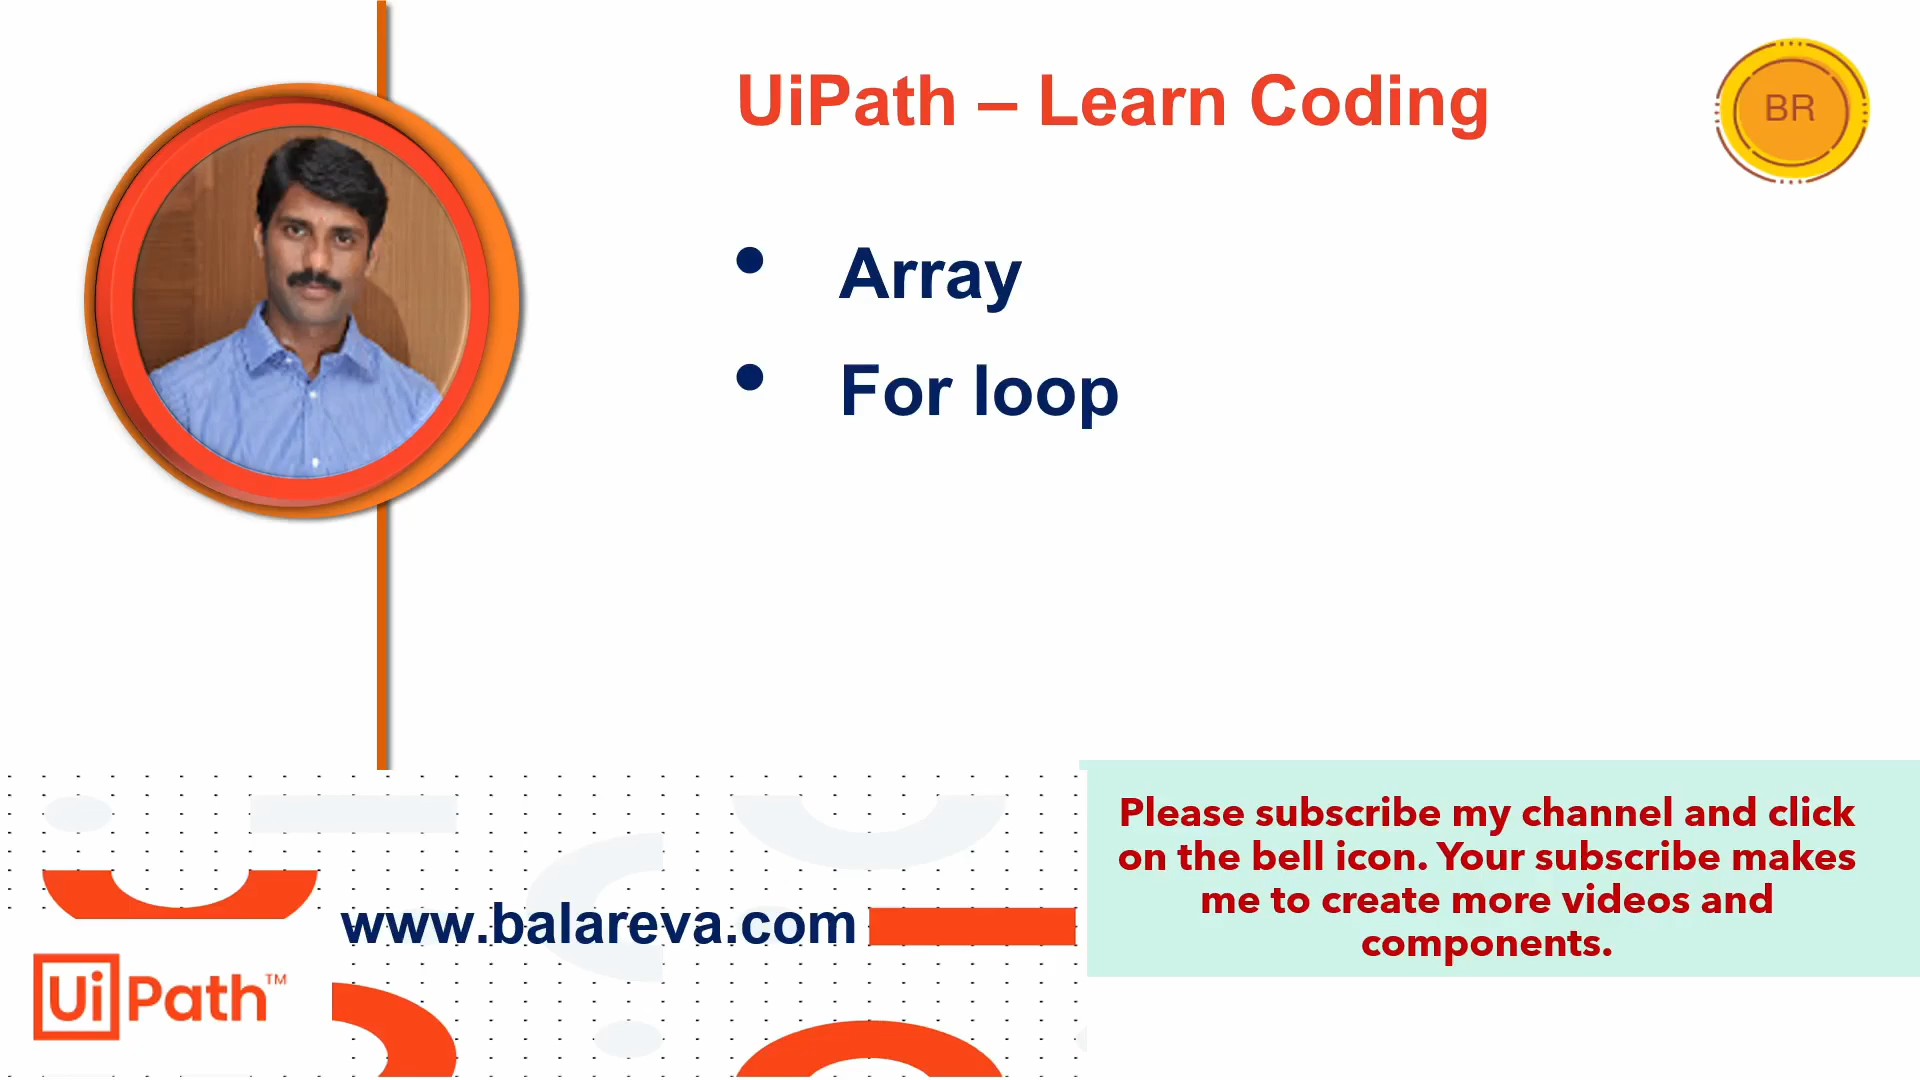 UiPath – Learn Coding
BR
• Array
• For loop
Please subscribe my channel and click
on the bell icon. Your subscribe makes
me to create more videos and
components.
www.balareva.com
UiPath™